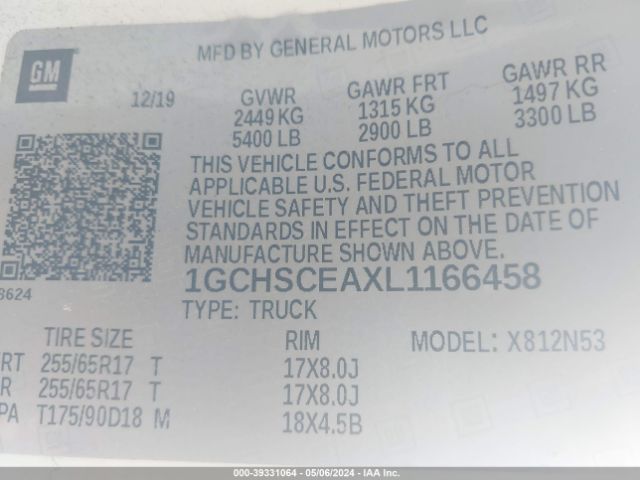 GM
MFD BY GENERAL MOTORS LLC
12/19
GVWR GAWR FRT GAWR RR
2449 KG 1315 KG 1497 KG
5400 LB 2900 LB 3300 LB
THIS VEHICLE CONFORMS TO ALL
APPLICABLE U.S. FEDERAL MOTOR
VEHICLE SAFETY AND THEFT PREVENTION
STANDARDS IN EFFECT ON THE DATE OF
MANUFACTURE SHOWN ABOVE.
8624 1GCHSCEAXL1166458
TYPE: TRUCK
TIRE SIZE RIM MODEL: X812N53
RT 255/65R17 T 17X8.0J
R 255/65R17 T 17X8.0J
PA T175/90D18 M 18X4.5B
000-39331064 - 05/06/2024 - IAA Inc.